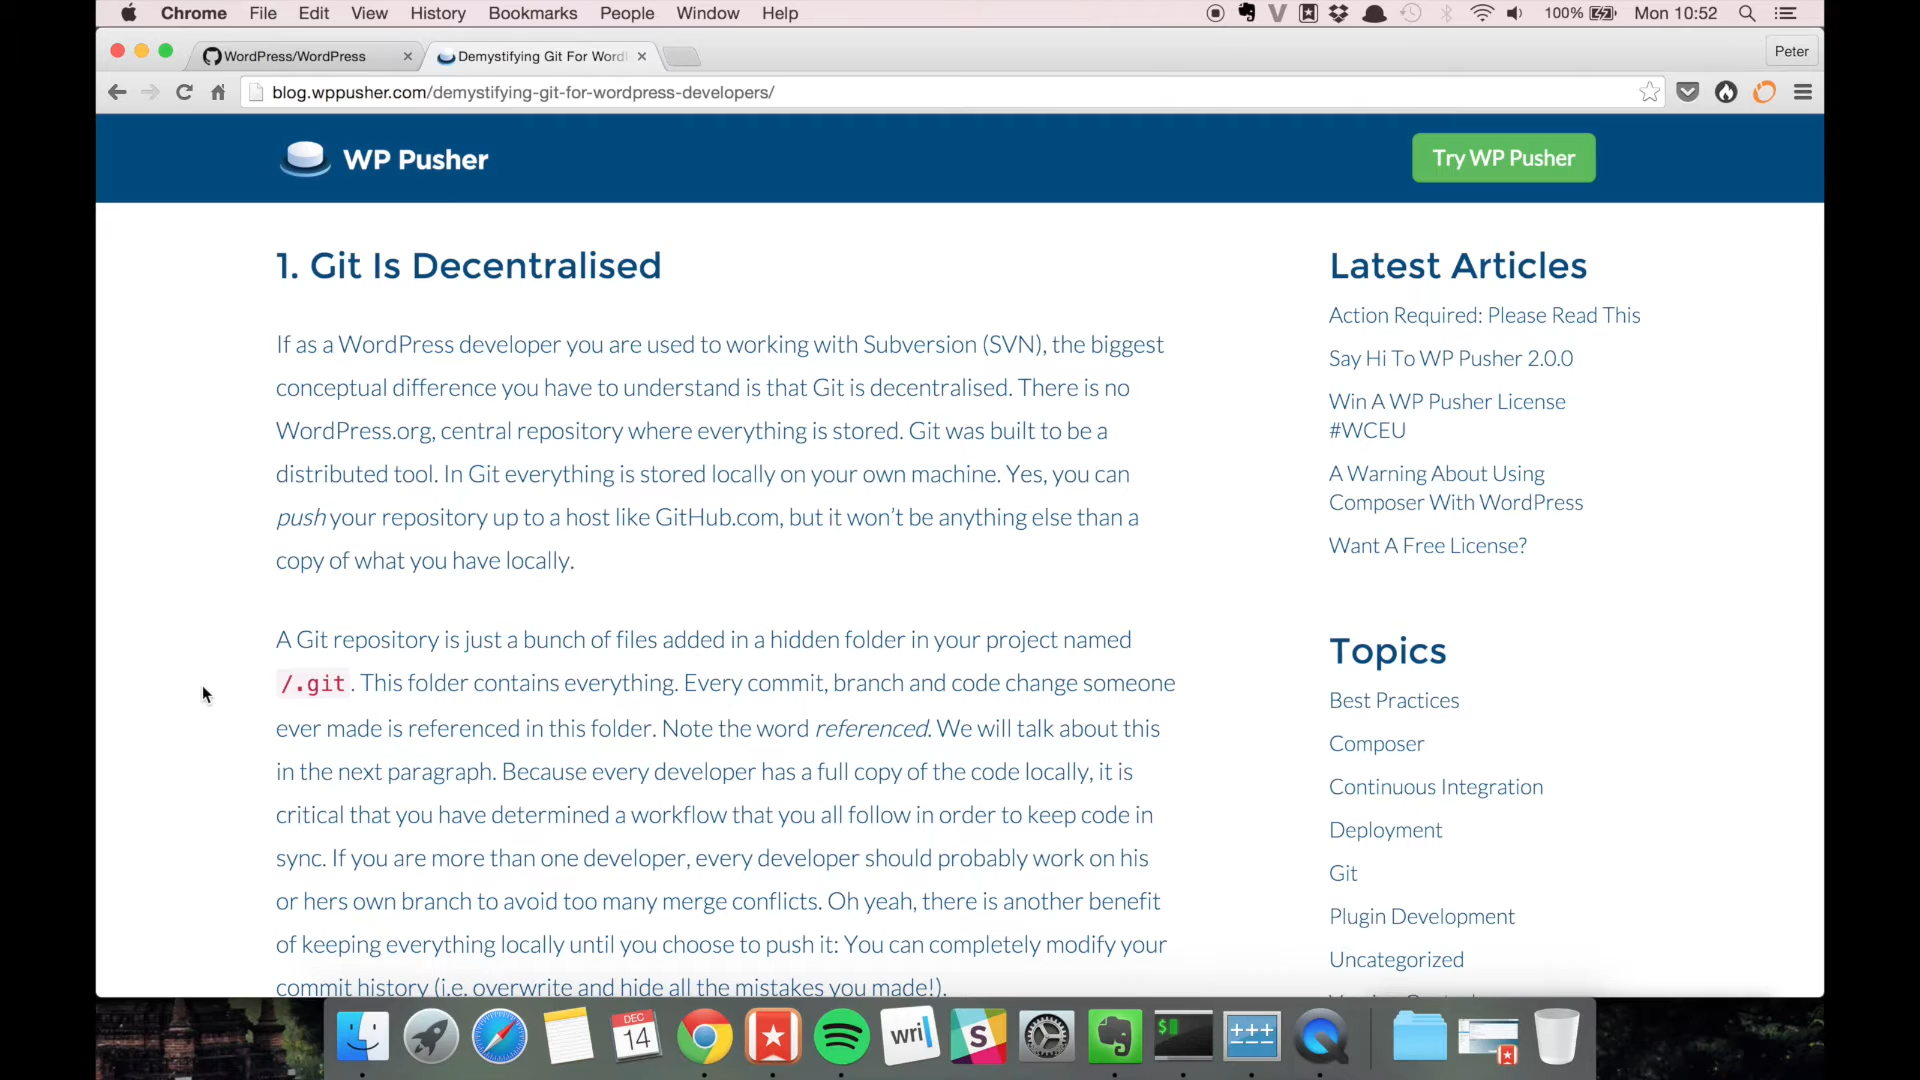 Chrome File Edit View History Bookmarks People Window Help 100% Mon 10:52
WordPress/WordPress
Demystifying Git For Word
Peter
blog.wppusher.com/demystifying-git-for-wordpress-developers/
WP Pusher
Try WP Pusher
1. Git Is Decentralised
If as a WordPress developer you are used to working with Subversion (SVN), the biggest
conceptual difference you have to understand is that Git is decentralised. There is no
WordPress.org, central repository where everything is stored. Git was built to be a
distributed tool. In Git everything is stored locally on your own machine. Yes, you can
push your repository up to a host like GitHub.com, but it won’t be anything else than a
copy of what you have locally.
A Git repository is just a bunch of files added in a hidden folder in your project named
/.git. This folder contains everything. Every commit, branch and code change someone
ever made is referenced in this folder. Note the word referenced. We will talk about this
in the next paragraph. Because every developer has a full copy of the code locally, it is
critical that you have determined a workflow that you all follow in order to keep code in
sync. If you are more than one developer, every developer should probably work on his
or hers own branch to avoid too many merge conflicts. Oh yeah, there is another benefit
of keeping everything locally until you choose to push it: You can completely modify your
commit history (i.e. overwrite and hide all the mistakes you made!).
Latest Articles
Action Required: Please Read This
Say Hi To WP Pusher 2.0.0
Win A WP Pusher License
#WCEU
A Warning About Using
Composer With WordPress
Want A Free License?
Topics
Best Practices
Composer
Continuous Integration
Deployment
Git
Plugin Development
Uncategorized
DEC
14
wri
$